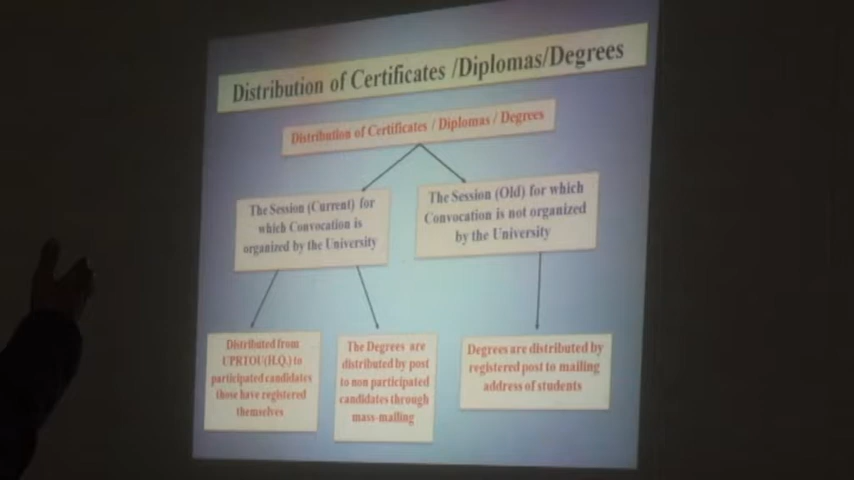 Distribution of Certificates /Diplomas/Degrees
Distribution of Certificates / Diplomas / Degrees
The Session (Current) for
which Convocation is
organized by the University
The Session (Old) for which
Convocation is not organized
by the University
Distributed from
UPRTOU(H.Q.) to
participated candidates
those have registered
themselves
The Degrees are
distributed by post
to non participated
candidates through
mass-mailing
Degrees are distributed by
registered post to mailing
address of students